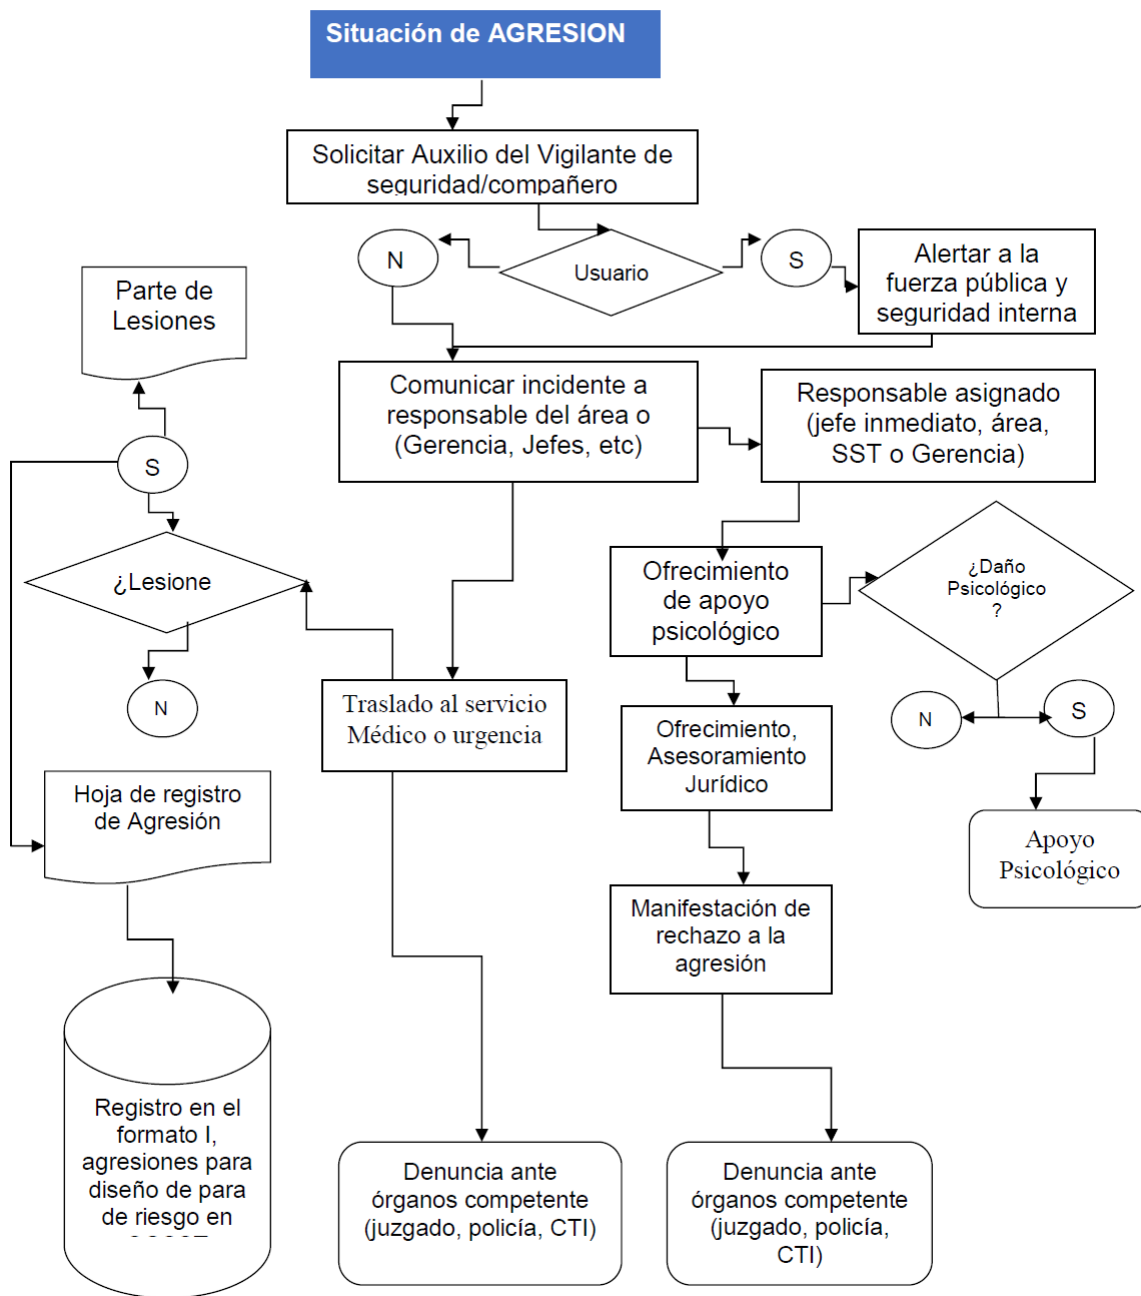 Situación de AGRESION
Solicitar Auxilio del Vigilante de
seguridad/compañero
N
Usuario
S
Alertar a la
fuerza pública y
seguridad interna
Parte de
Lesiones
Comunicar incidente a
responsable del área o
(Gerencia, Jefes, etc)
Responsable asignado
(jefe inmediato, área,
SST o Gerencia)
S
¿Lesione
N
Ofrecimiento
de apoyo
psicológico
¿Daño
Psicológico
?
N
S
Traslado al servicio
Médico o urgencia
Ofrecimiento,
Asesoramiento
Jurídico
Hoja de registro
de Agresión
Apoyo
Psicológico
Manifestación de
rechazo a la
agresión
Registro en el
formato I,
agresiones para
diseño de para
de riesgo en
Denuncia ante
órganos competente
(juzgado, policía, CTI)
Denuncia ante
órganos competente
(juzgado, policía,
CTI)